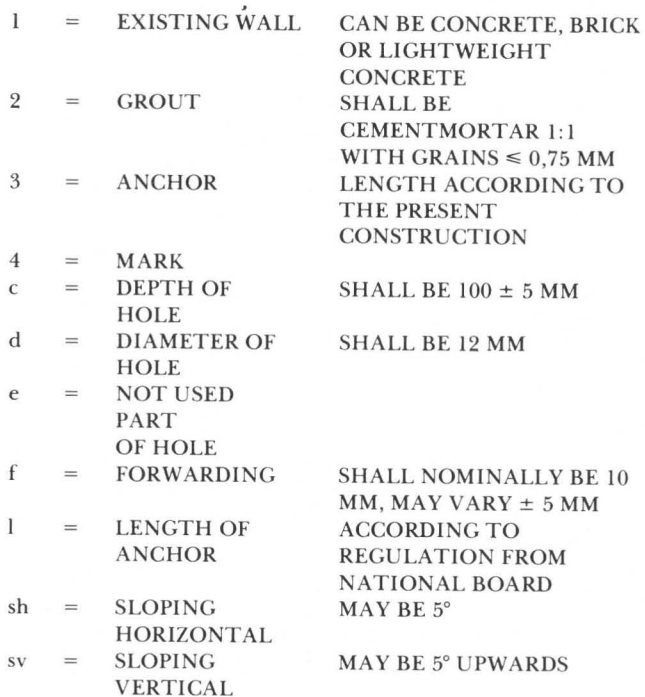 1 = EXISTING WALL CAN BE CONCRETE, BRICK
OR LIGHTWEIGHT
CONCRETE
2 = GROUT SHALL BE
CEMENTMORTAR 1:1
WITH GRAINS ≤ 0,75 MM
3 = ANCHOR LENGTH ACCORDING TO
THE PRESENT
CONSTRUCTION
4 = MARK
c = DEPTH OF SHALL BE 100 ± 5 MM
HOLE
d = DIAMETER OF SHALL BE 12 MM
HOLE
e = NOT USED
PART
OF HOLE
f = FORWARDING SHALL NOMINALLY BE 10
MM, MAY VARY ± 5 MM
l = LENGTH OF ACCORDING TO
ANCHOR REGULATION FROM
NATIONAL BOARD
sh = SLOPING MAY BE 5°
HORIZONTAL
sv = SLOPING MAY BE 5° UPWARDS
VERTICAL